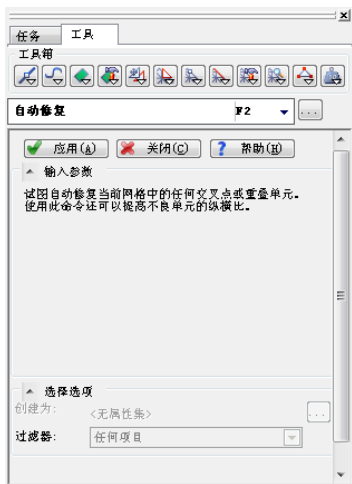 任务 工具
工具箱
自动修复 F2 ...
应用(A) 关闭(C) ? 帮助(H)
输入参数
试图自动修复当前网格中的任何交叉点或重叠单元。
使用此命令还可以提高不良单元的纵横比。
选择选项
创建为: <无属性集> ...
过滤器: 任何项目